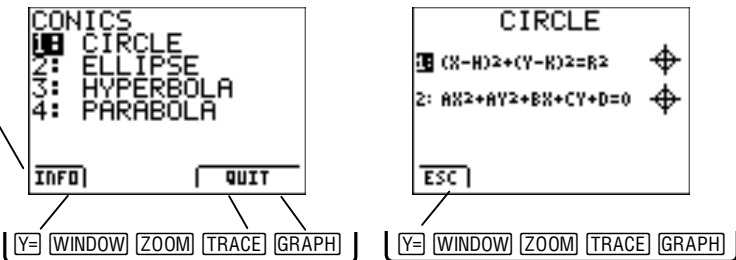 CONICS
1: CIRCLE
2: ELLIPSE
3: HYPERBOLA
4: PARABOLA
INFO QUIT
Y= WINDOW ZOOM TRACE GRAPH
CIRCLE
1: (X-H)2+(Y-K)2=R2
2: AX2+AY2+BX+CY+D=0
ESC
Y= WINDOW ZOOM TRACE GRAPH